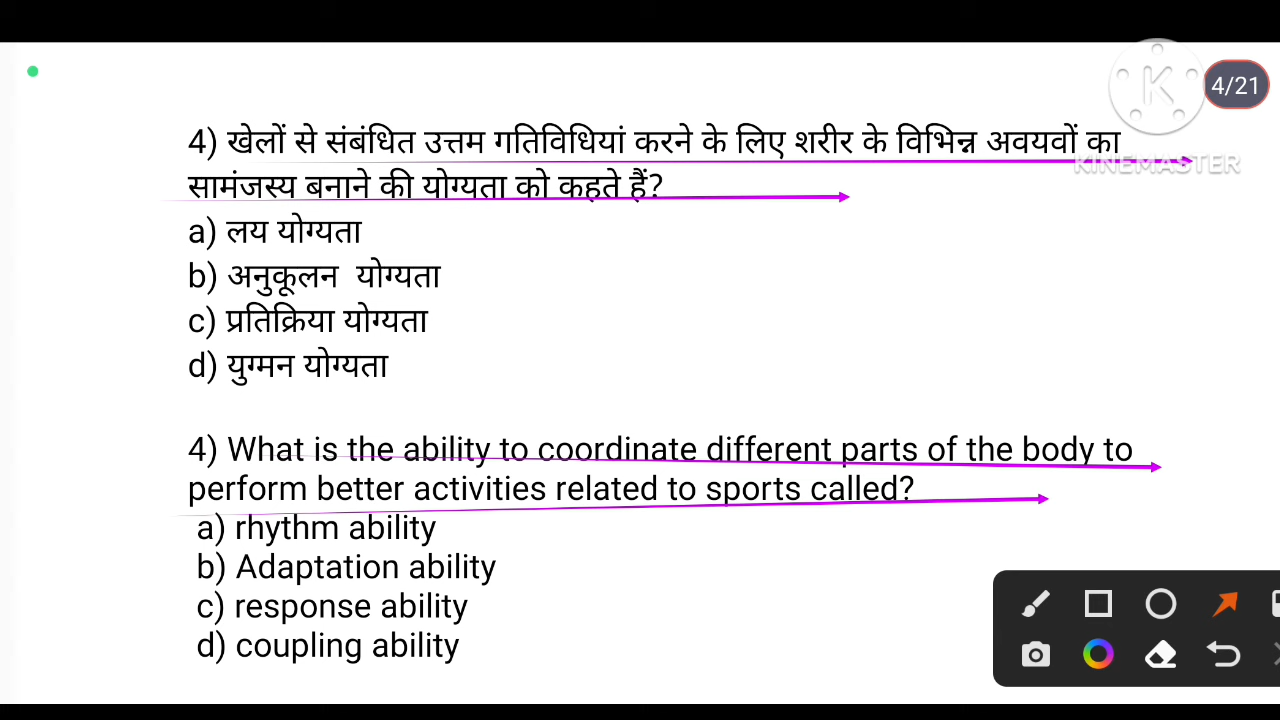 4/21
KINEMASTER
4) खेलों से संबंधित उत्तम गतिविधियां करने के लिए शरीर के विभिन्न अवयवों का
सामंजस्य बनाने की योग्यता को कहते हैं?
a) लय योग्यता
b) अनुकूलन योग्यता
c) प्रतिक्रिया योग्यता
d) युग्मन योग्यता
4) What is the ability to coordinate different parts of the body to
perform better activities related to sports called?
a) rhythm ability
b) Adaptation ability
c) response ability
d) coupling ability